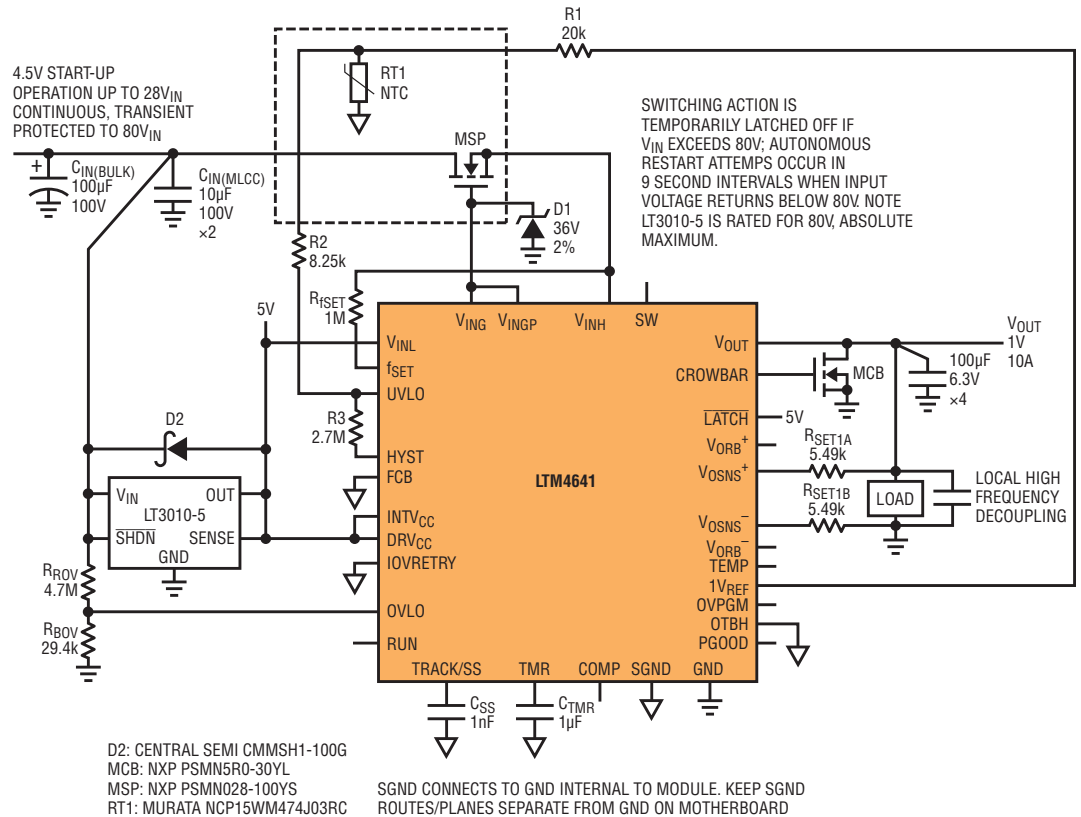 R1
20k
4.5V START-UP
OPERATION UP TO 28VIN
CONTINUOUS, TRANSIENT
PROTECTED TO 80VIN
RT1
NTC
SWITCHING ACTION IS
TEMPORARILY LATCHED OFF IF
VIN EXCEEDS 80V; AUTONOMOUS
RESTART ATTEMPS OCCUR IN
9 SECOND INTERVALS WHEN INPUT
VOLTAGE RETURNS BELOW 80V. NOTE
LT3010-5 IS RATED FOR 80V, ABSOLUTE
MAXIMUM.
MSP
+
CIN(BULK)
100µF
100V
CIN(MLCC)
10µF
100V
×2
D1
36V
2%
R2
8.25k
RfSET
1M
5V
VING
VINGP
VINH
SW
VINL
fSET
UVLO
R3
2.7M
HYST
FCB
INTVCC
DRVCC
IOVRETRY
OVLO
RUN
LTM4641
VOUT
CROWBAR
LATCH
VORB+
VOSNS+
VOSNS−
VORB−
TEMP
1VREF
OVPGM
OTBH
PGOOD
TRACK/SS
TMR
COMP
SGND
GND
VOUT
1V
10A
MCB
100µF
6.3V
×4
5V
RSET1A
5.49k
RSET1B
5.49k
LOAD
LOCAL HIGH
FREQUENCY
DECOUPLING
D2
VIN
OUT
LT3010-5
SHDN
SENSE
GND
RROV
4.7M
RBOV
29.4k
CSS
1nF
CTMR
1µF
D2: CENTRAL SEMI CMMSH1-100G
MCB: NXP PSMN5R0-30YL
MSP: NXP PSMN028-100YS
RT1: MURATA NCP15WM474J03RC
SGND CONNECTS TO GND INTERNAL TO MODULE. KEEP SGND
ROUTES/PLANES SEPARATE FROM GND ON MOTHERBOARD